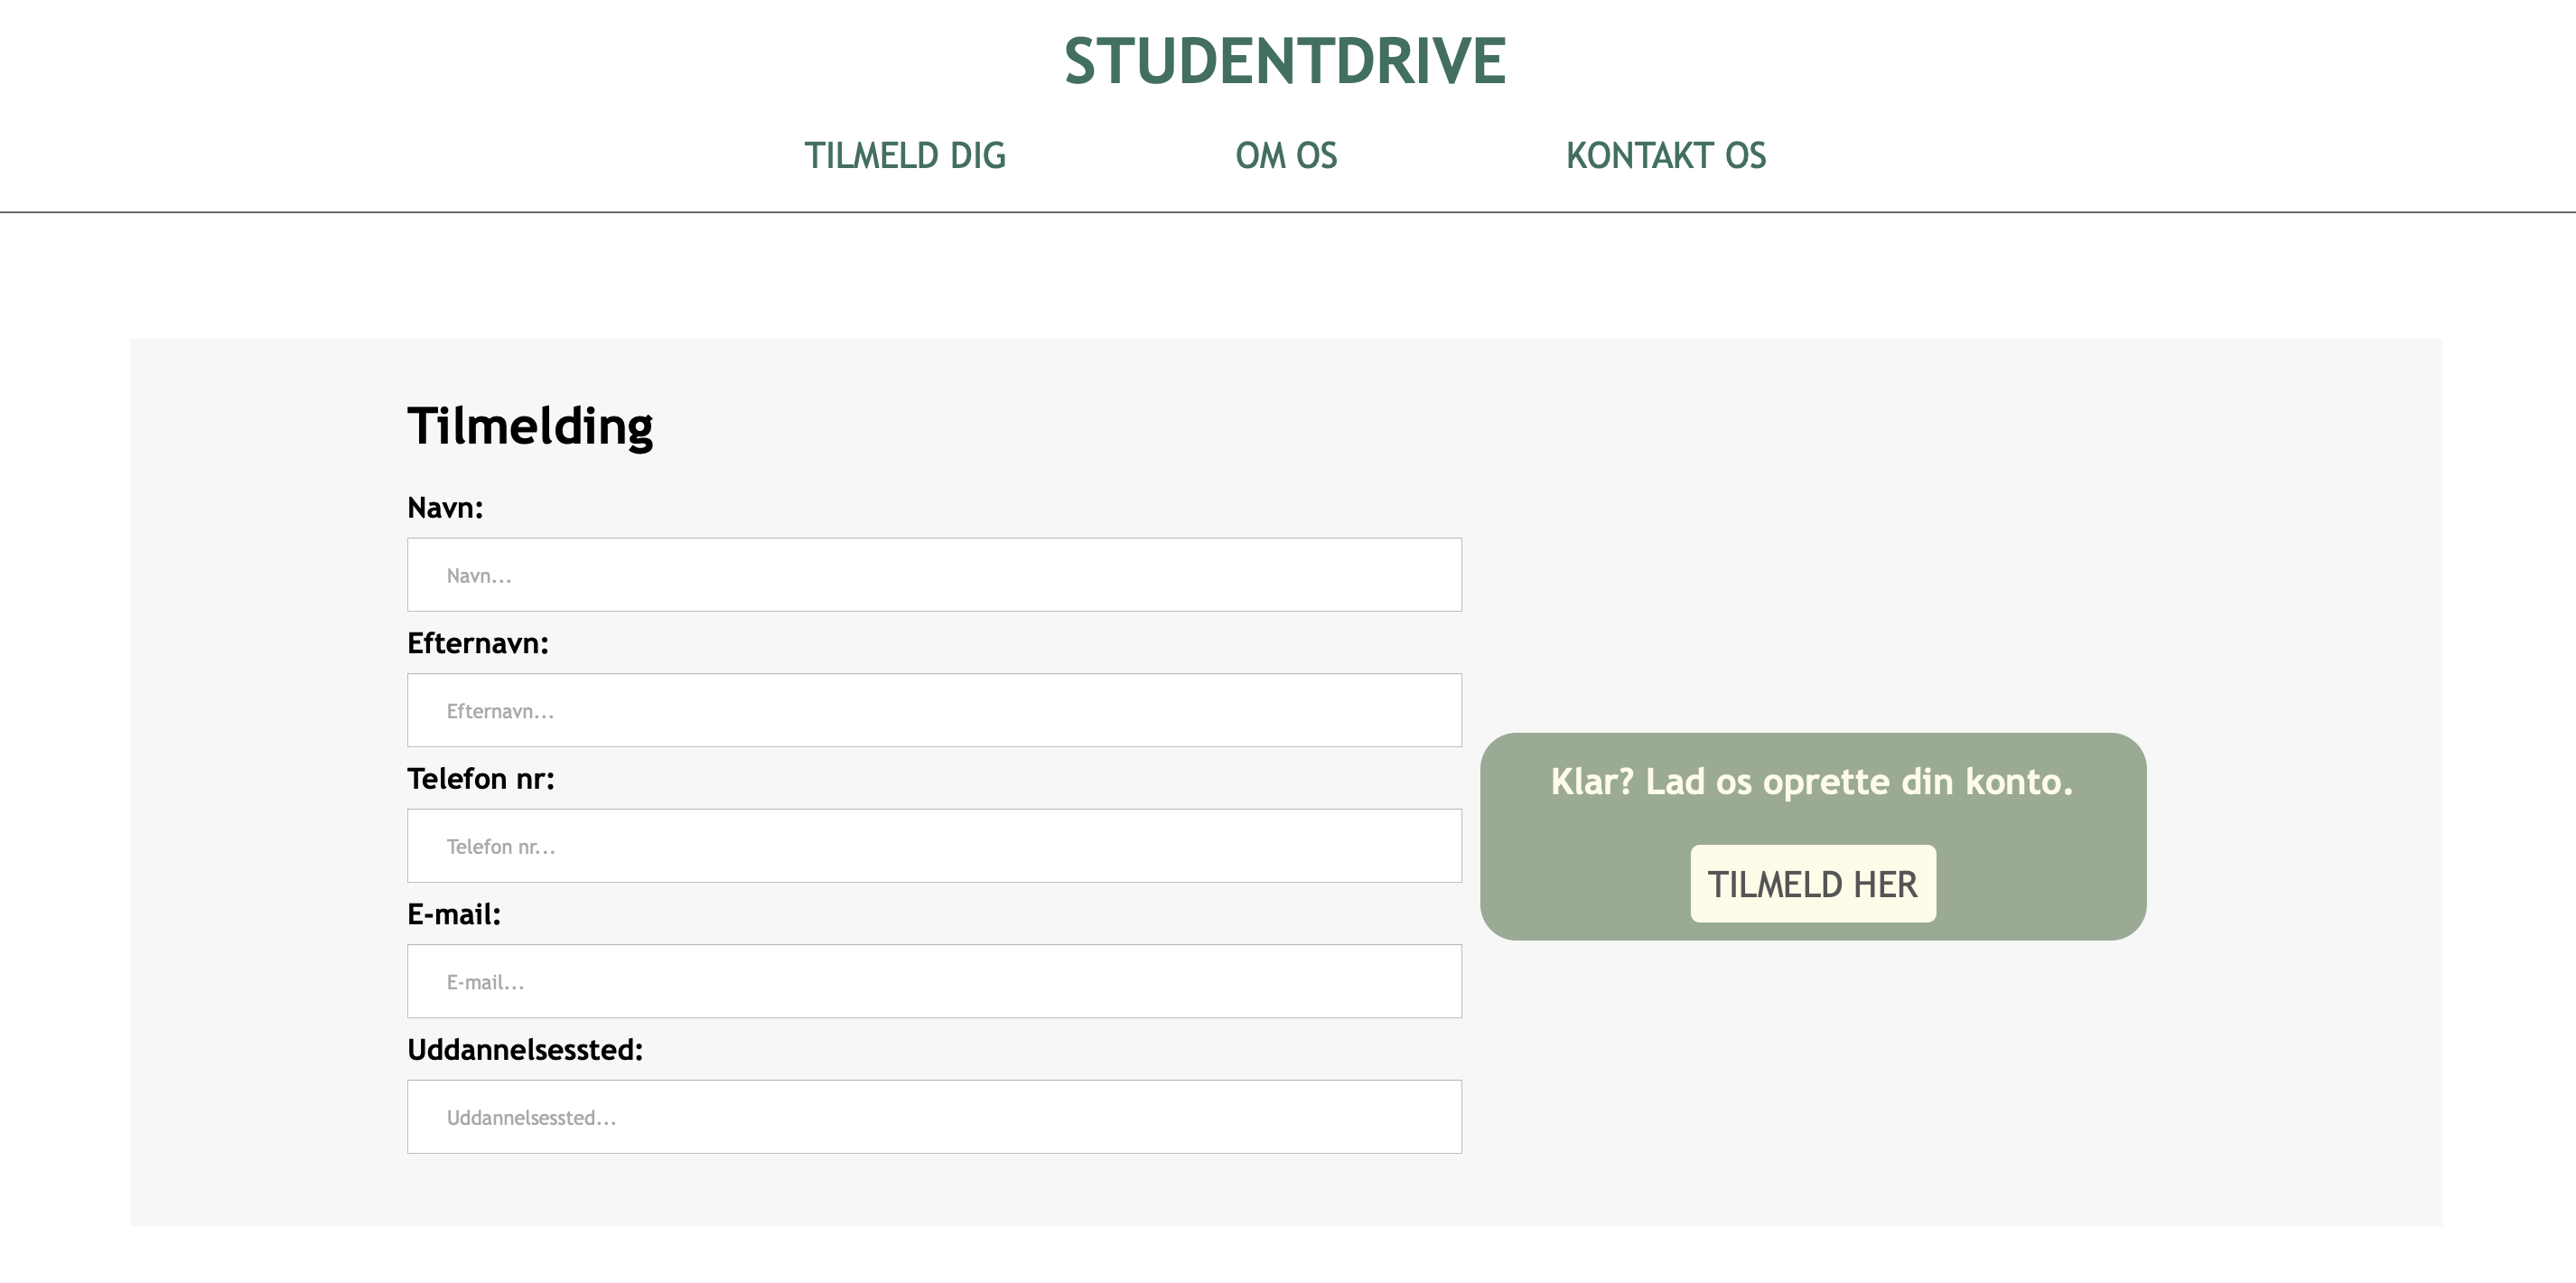 STUDENTDRIVE
TILMELD DIG OM OS KONTAKT OS
Tilmelding
Navn:
Navn...
Efternavn:
Efternavn...
Telefon nr:
Telefon nr...
E-mail:
E-mail...
Uddannelsessted:
Uddannelsessted...
Klar? Lad os oprette din konto.
TILMELD HER